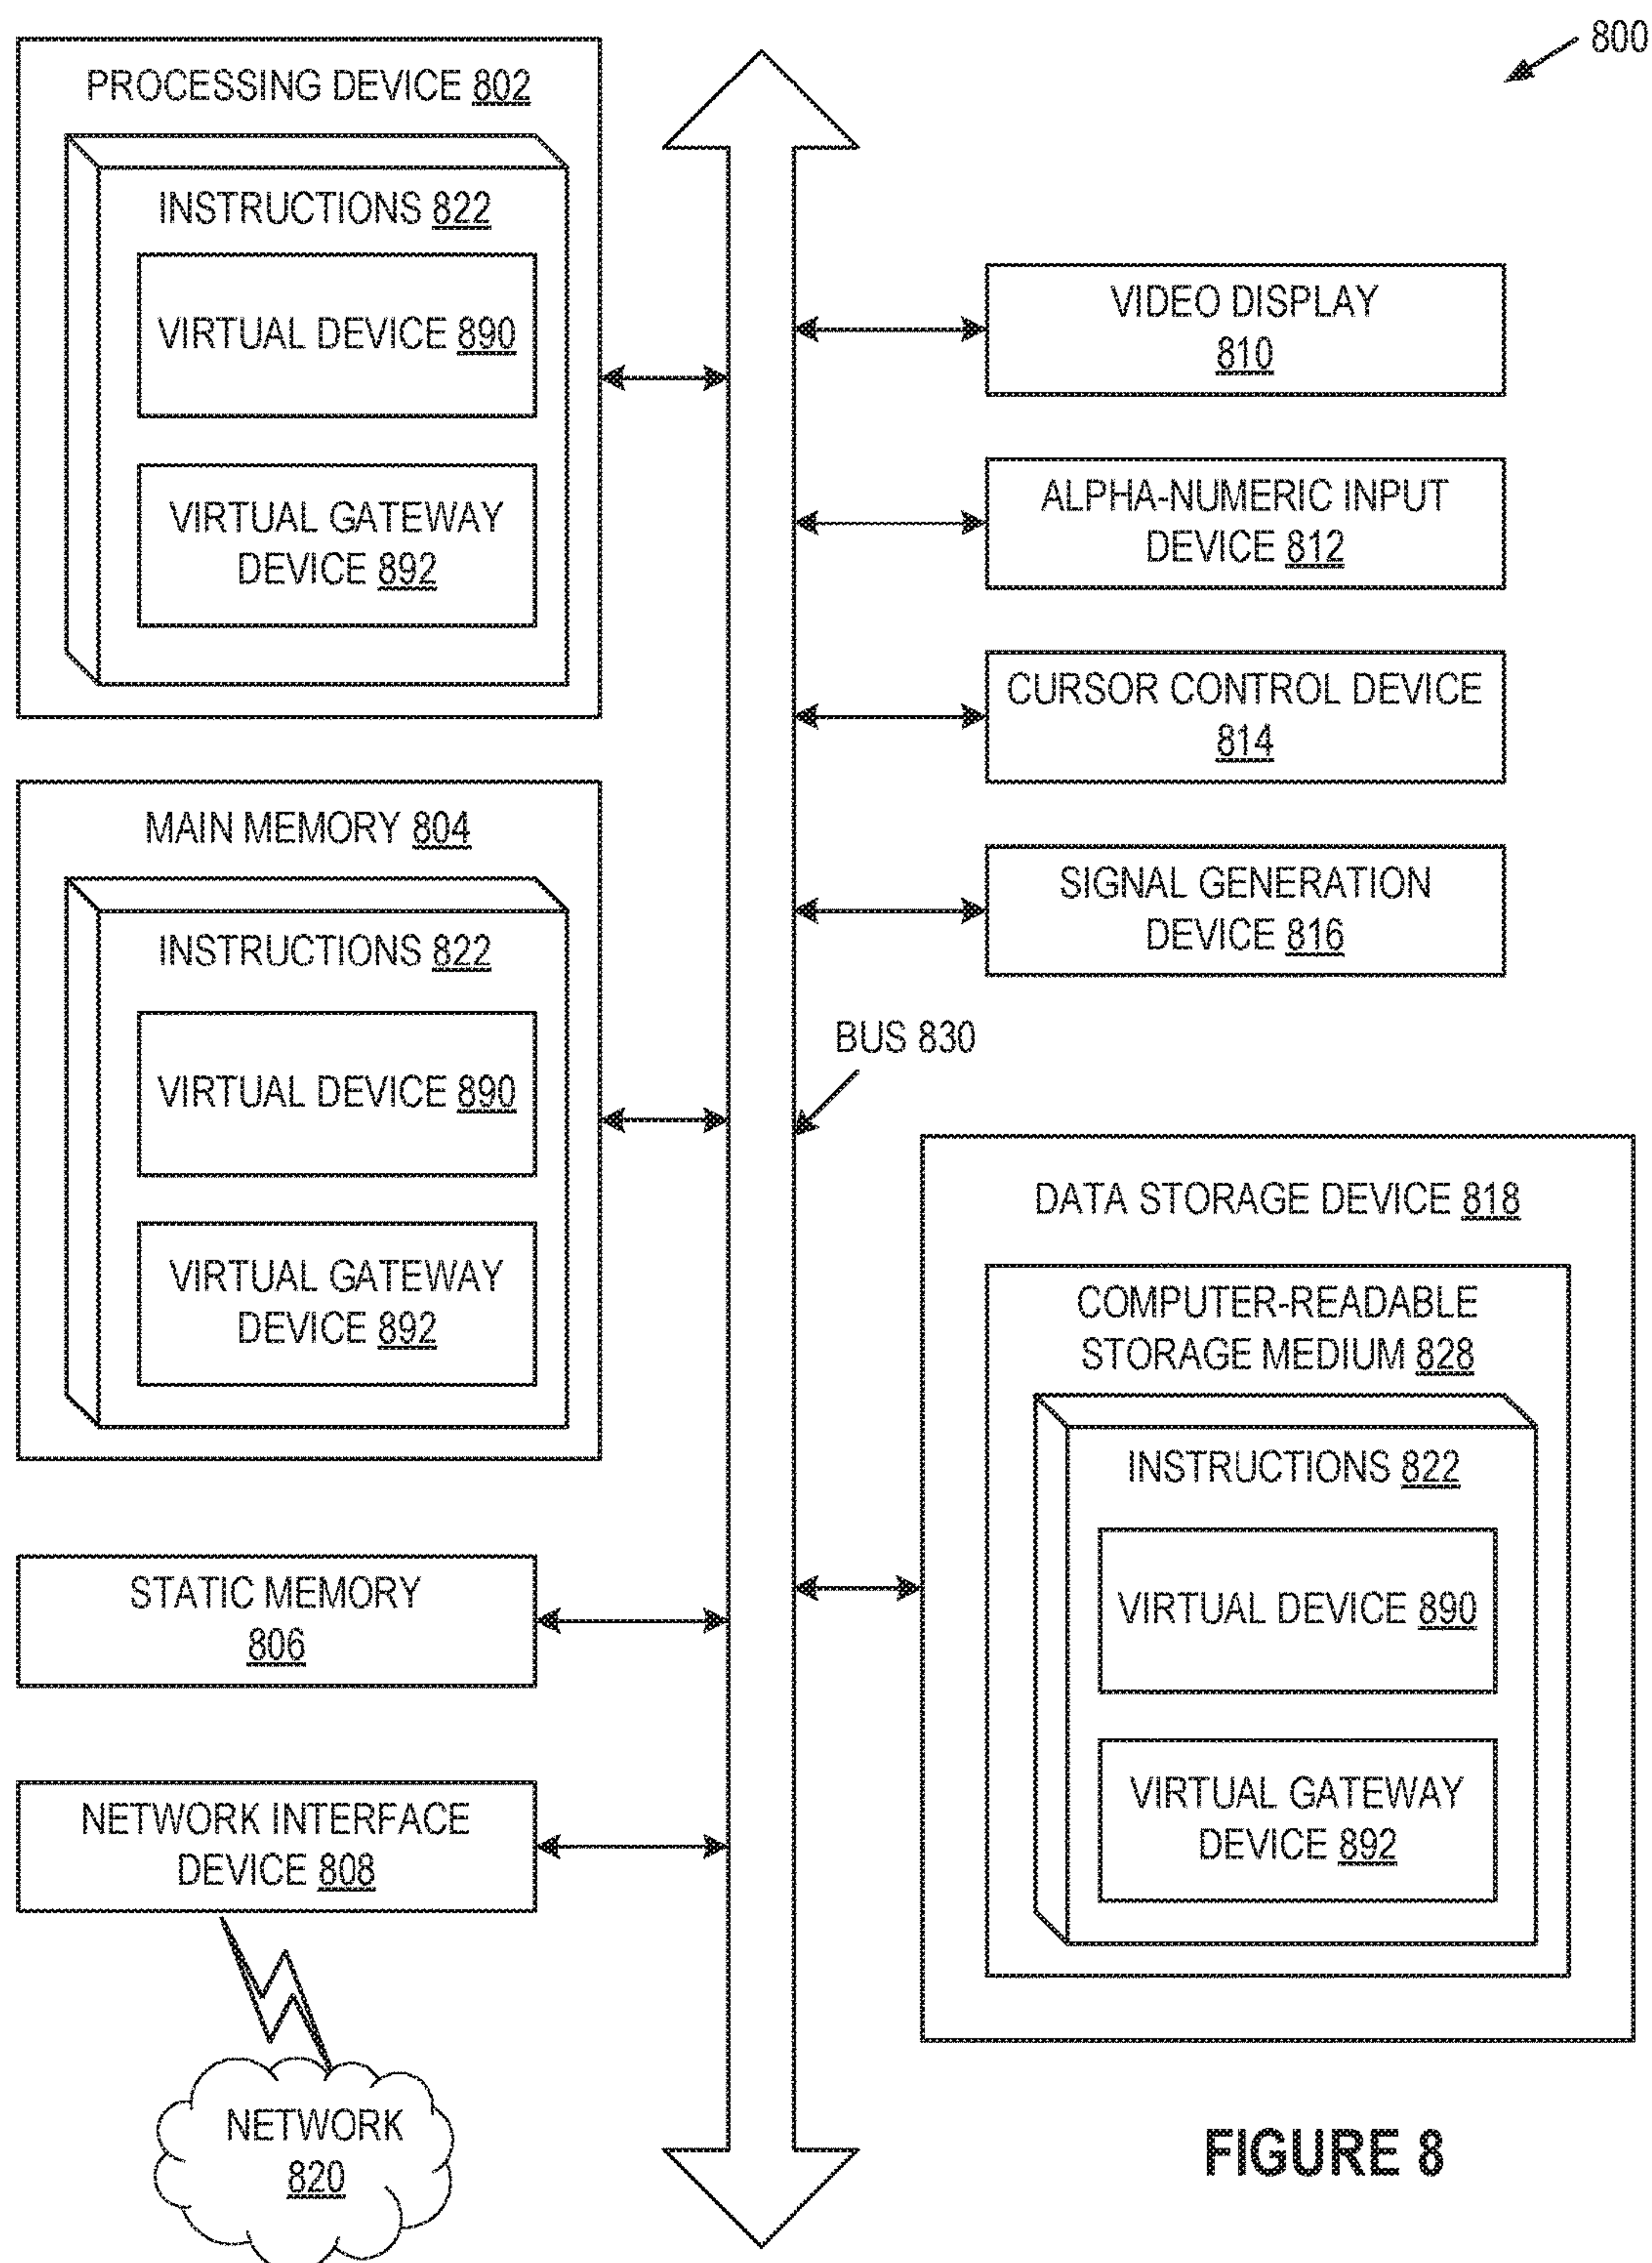 800
PROCESSING DEVICE 802
INSTRUCTIONS 822
VIRTUAL DEVICE 890
VIRTUAL GATEWAY
DEVICE 892
MAIN MEMORY 804
INSTRUCTIONS 822
VIRTUAL DEVICE 890
VIRTUAL GATEWAY
DEVICE 892
STATIC MEMORY
806
NETWORK INTERFACE
DEVICE 808
NETWORK
820
VIDEO DISPLAY
810
ALPHA-NUMERIC INPUT
DEVICE 812
CURSOR CONTROL DEVICE
814
SIGNAL GENERATION
DEVICE 816
BUS 830
DATA STORAGE DEVICE 818
COMPUTER-READABLE
STORAGE MEDIUM 828
INSTRUCTIONS 822
VIRTUAL DEVICE 890
VIRTUAL GATEWAY
DEVICE 892
FIGURE 8